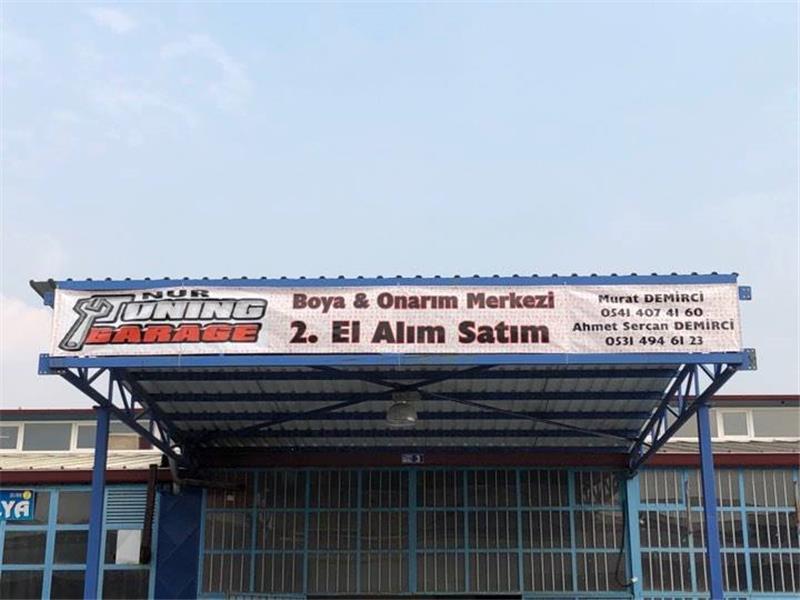 NUR
TUNING
GARAGE
Boya & Onarım Merkezi
2. El Alım Satım
Murat DEMİRCİ
0541 407 41 60
Ahmet Sercan DEMİRCİ
0531 494 61 23
3
YA